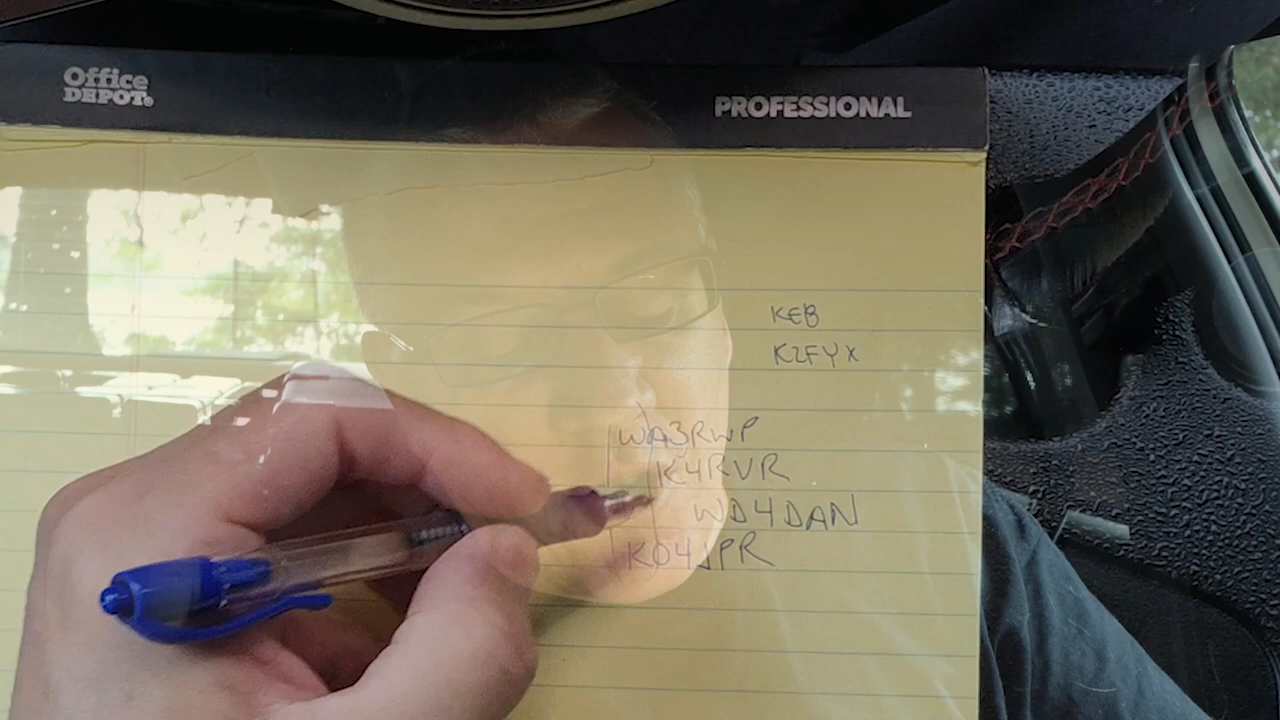 Office
DEPOT®
PROFESSIONAL
KEB
K2FYX
WA3RWP
K4RVR
WD4DAN
KO4JPR